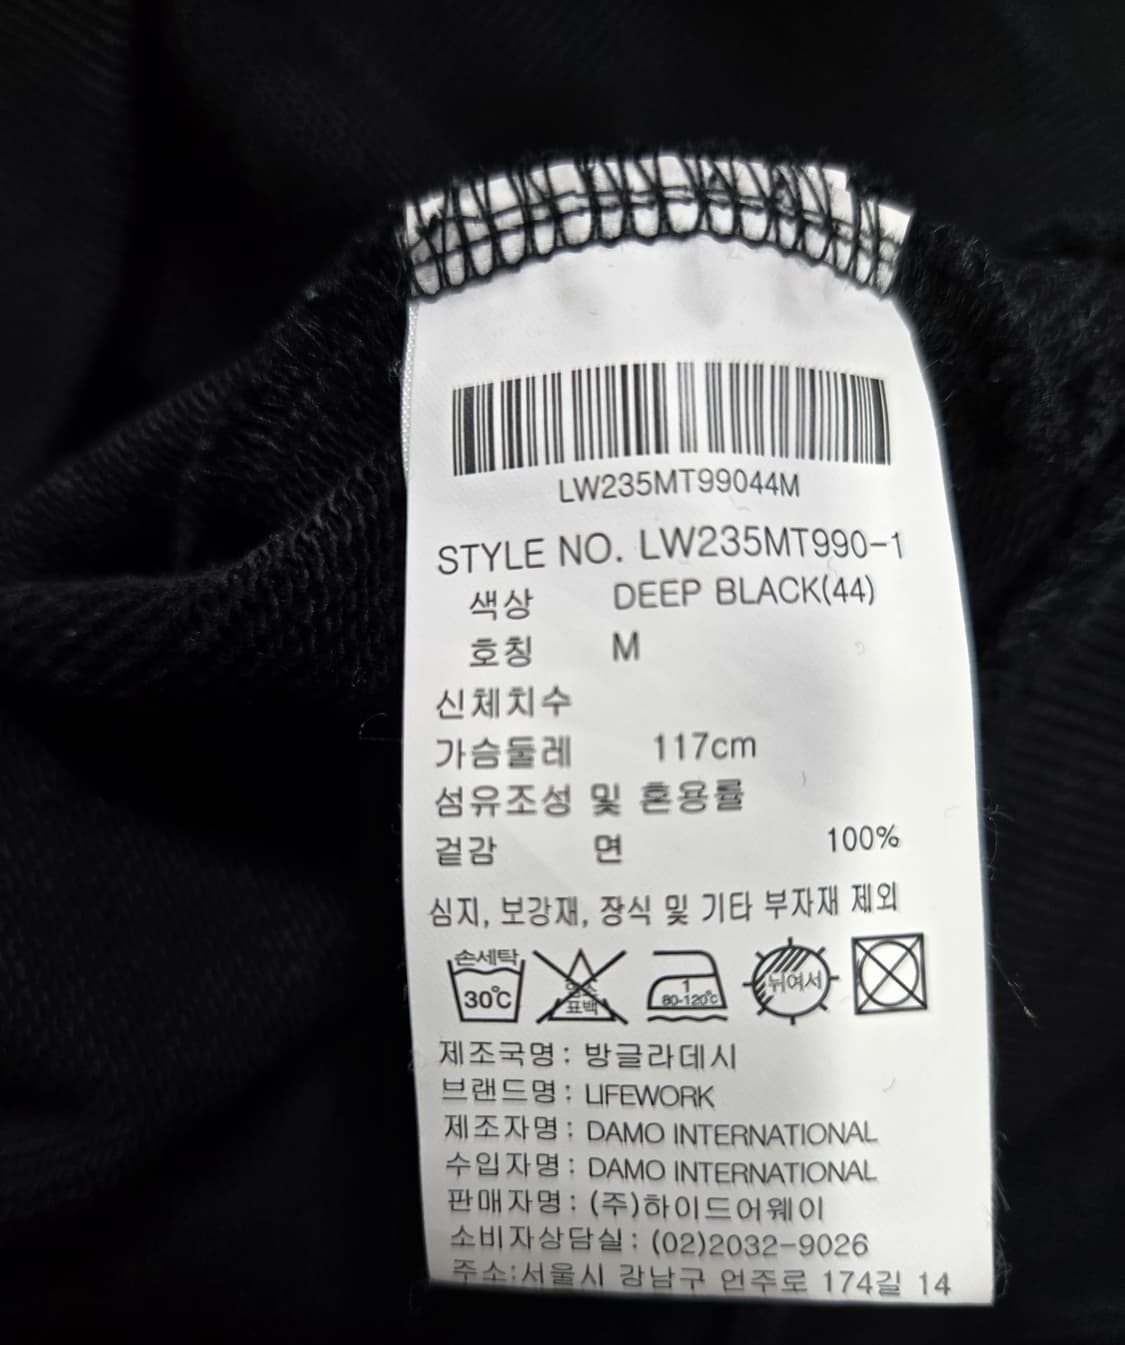 LW235MT99044M
STYLE NO. LW235MT990-1
색상 DEEP BLACK(44)
호칭 M
신체치수
가슴둘레 117cm
섬유조성 및 혼용률
겉감 면 100%
심지, 보강재, 장식 및 기타 부자재 제외
손세탁 30℃ 염소 표백 1 80-120℃ 뉘여서
제조국명: 방글라데시
브랜드명: LIFEWORK
제조자명: DAMO INTERNATIONAL
수입자명: DAMO INTERNATIONAL
판매자명: (주)하이드어웨이
소비자상담실: (02)2032-9026
주소:서울시 강남구 언주로 174길 14